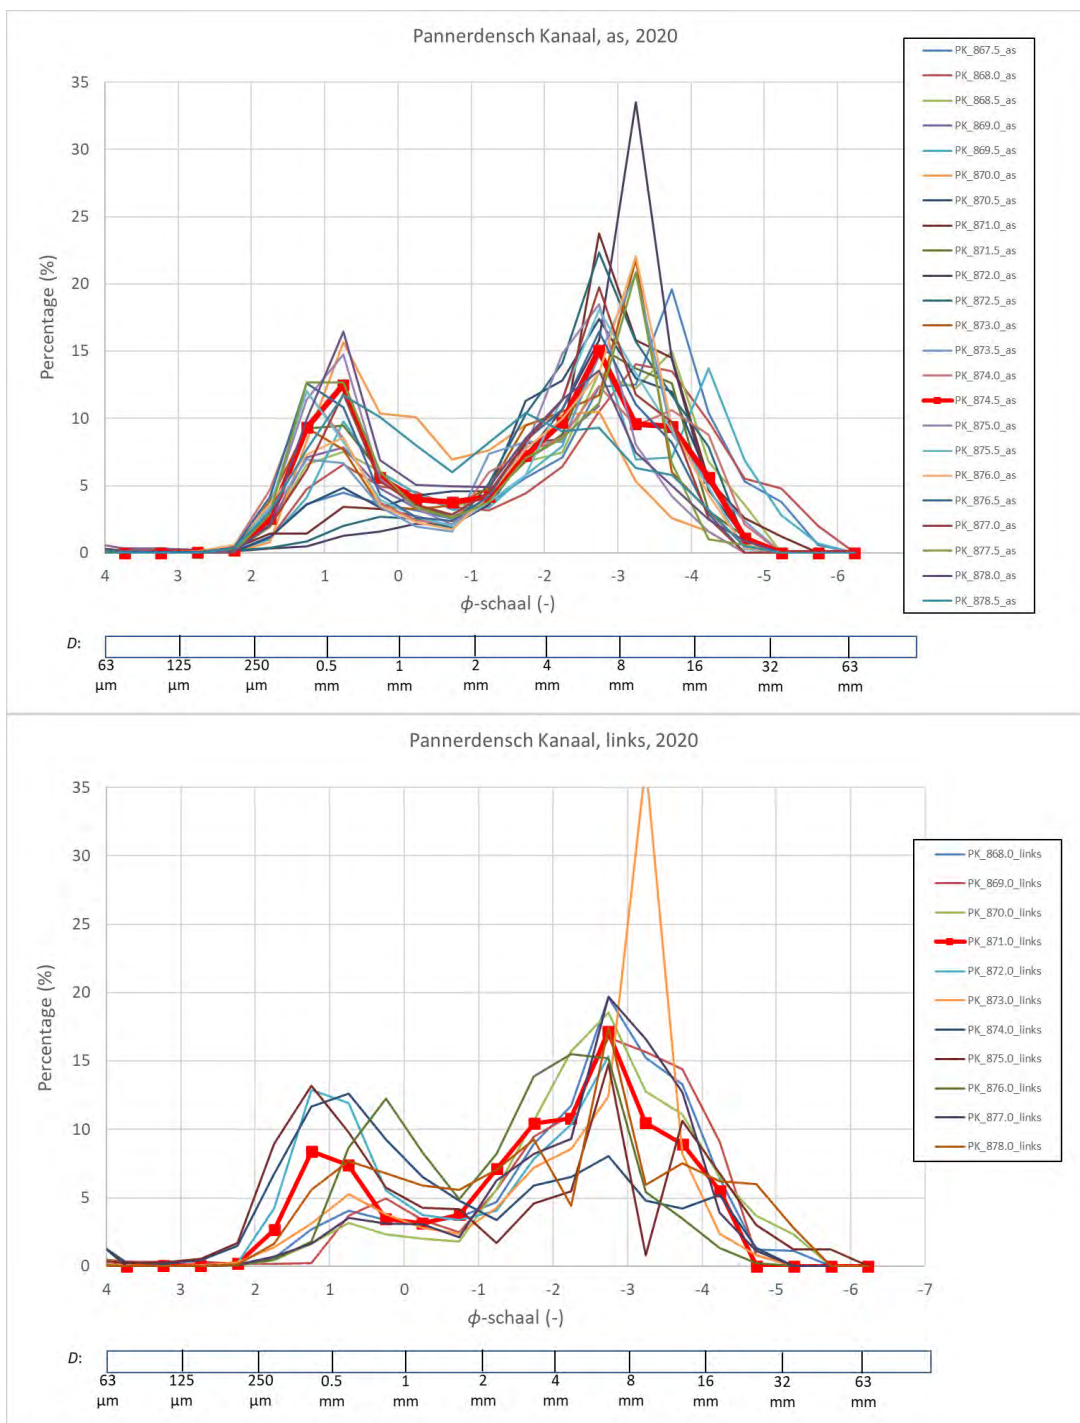 Pannerdensch Kanaal, as, 2020
Percentage (%)
35
30
25
20
15
10
5
0
4 3 2 1 0 -1 -2 -3 -4 -5 -6
ϕ-schaal (-)
PK_867.5_as
PK_868.0_as
PK_868.5_as
PK_869.0_as
PK_869.5_as
PK_870.0_as
PK_870.5_as
PK_871.0_as
PK_871.5_as
PK_872.0_as
PK_872.5_as
PK_873.0_as
PK_873.5_as
PK_874.0_as
PK_874.5_as
PK_875.0_as
PK_875.5_as
PK_876.0_as
PK_876.5_as
PK_877.0_as
PK_877.5_as
PK_878.0_as
PK_878.5_as
D:
63 125 250 0.5 1 2 4 8 16 32 63
µm µm µm mm mm mm mm mm mm mm mm
Pannerdensch Kanaal, links, 2020
Percentage (%)
35
30
25
20
15
10
5
0
4 3 2 1 0 -1 -2 -3 -4 -5 -6 -7
ϕ-schaal (-)
PK_868.0_links
PK_869.0_links
PK_870.0_links
PK_871.0_links
PK_872.0_links
PK_873.0_links
PK_874.0_links
PK_875.0_links
PK_876.0_links
PK_877.0_links
PK_878.0_links
D:
63 125 250 0.5 1 2 4 8 16 32 63
µm µm µm mm mm mm mm mm mm mm mm